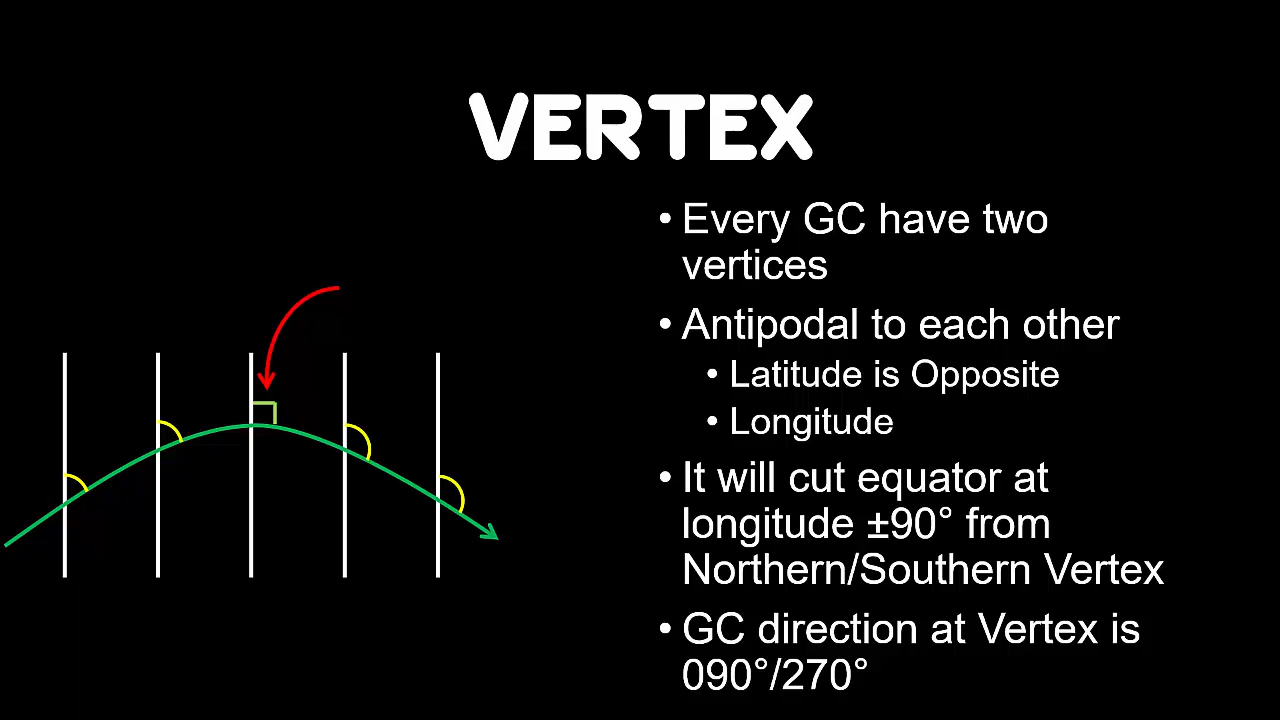 VERTEX
• Every GC have two
vertices
• Antipodal to each other
• Latitude is Opposite
• Longitude
• It will cut equator at
longitude ±90° from
Northern/Southern Vertex
• GC direction at Vertex is
090°/270°